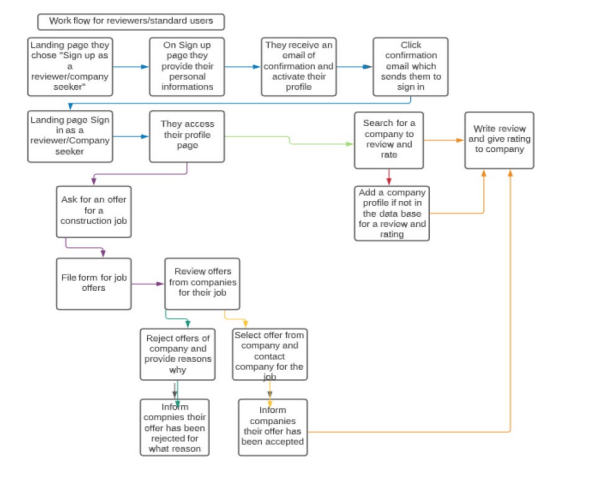 Work flow for reviewers/standard users
Landing page they
chose "Sign up as
a
reviewer/company
seeker"
On Sign up
page they
provide their
personal
informations
They receive an
email of
confirmation and
activate their
profile
Click
confirmation
email which
sends them to
sign in
Landing page Sign
in as a
reviewer/Company
seeker
They access
their profile
page
Search for a
company to
review and
rate
Write review
and give rating
to company
Ask for an offer
for a
construction job
Add a company
profile if not in
the data base
for a review and
rating
File form for job
offers
Review offers
from companies
for their job
Reject offers of
company and
provide reasons
why
Select offer from
company and
contact
company for the
job
Inform
compnies their
offer has been
rejected for
what reason
Inform
companies
their offer has
been accepted